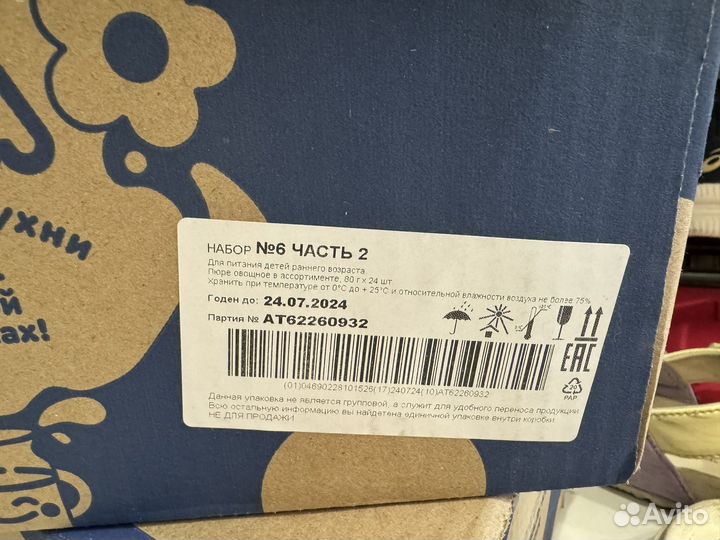 ухни
й
ах!
НАБОР №6 ЧАСТЬ 2
Для питания детей раннего возраста.
Пюре овощное в ассортименте, 80 г х 24 шт.
Хранить при температуре от 0°С до + 25°С и относительной влажности воздуха не более 75%
Годен до: 24.07.2024
Партия № АТ62260932
(01)04690228101526(17)240724(10)AT62260932
EAC
20
PAP
Данная упаковка не является групповой, а служит для удобного переноса продукции.
Всю остальную информацию вы найдете на единичной упаковке внутри коробки.
НЕ ДЛЯ ПРОДАЖИ
Avito